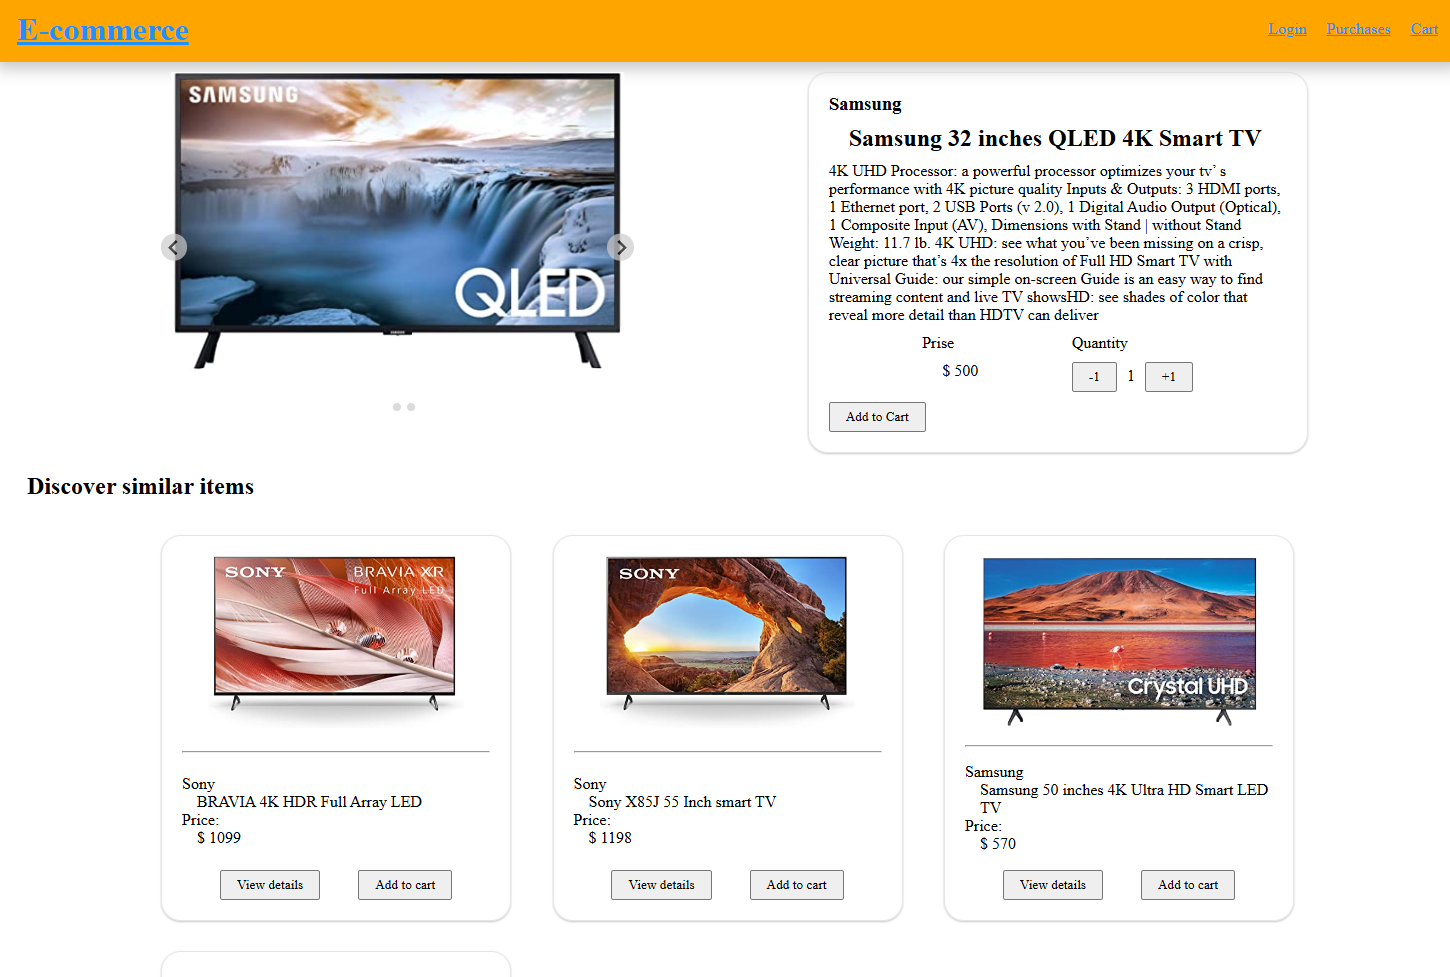 E-commerce
Login Purchases Cart
SAMSUNG
QLED
Samsung
Samsung 32 inches QLED 4K Smart TV
4K UHD Processor: a powerful processor optimizes your tv’ s
performance with 4K picture quality Inputs & Outputs: 3 HDMI ports,
1 Ethernet port, 2 USB Ports (v 2.0), 1 Digital Audio Output (Optical),
1 Composite Input (AV), Dimensions with Stand | without Stand
Weight: 11.7 lb. 4K UHD: see what you’ve been missing on a crisp,
clear picture that’s 4x the resolution of Full HD Smart TV with
Universal Guide: our simple on-screen Guide is an easy way to find
streaming content and live TV showsHD: see shades of color that
reveal more detail than HDTV can deliver
Prise Quantity
$ 500 -1 1 +1
Add to Cart
Discover similar items
SONY BRAVIA XR
Full Array LED
Sony
BRAVIA 4K HDR Full Array LED
Price:
$ 1099
View details Add to cart
SONY
Sony
Sony X85J 55 Inch smart TV
Price:
$ 1198
View details Add to cart
Crystal UHD
Samsung
Samsung 50 inches 4K Ultra HD Smart LED
TV
Price:
$ 570
View details Add to cart